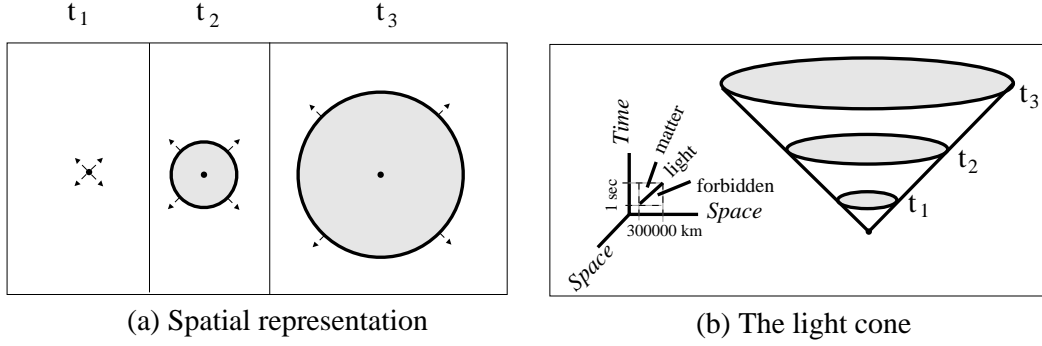 t1 t2 t3
(a) Spatial representation
Time
matter
light
forbidden
1 sec
Space
300000 km
Space
t3
t2
t1
(b) The light cone